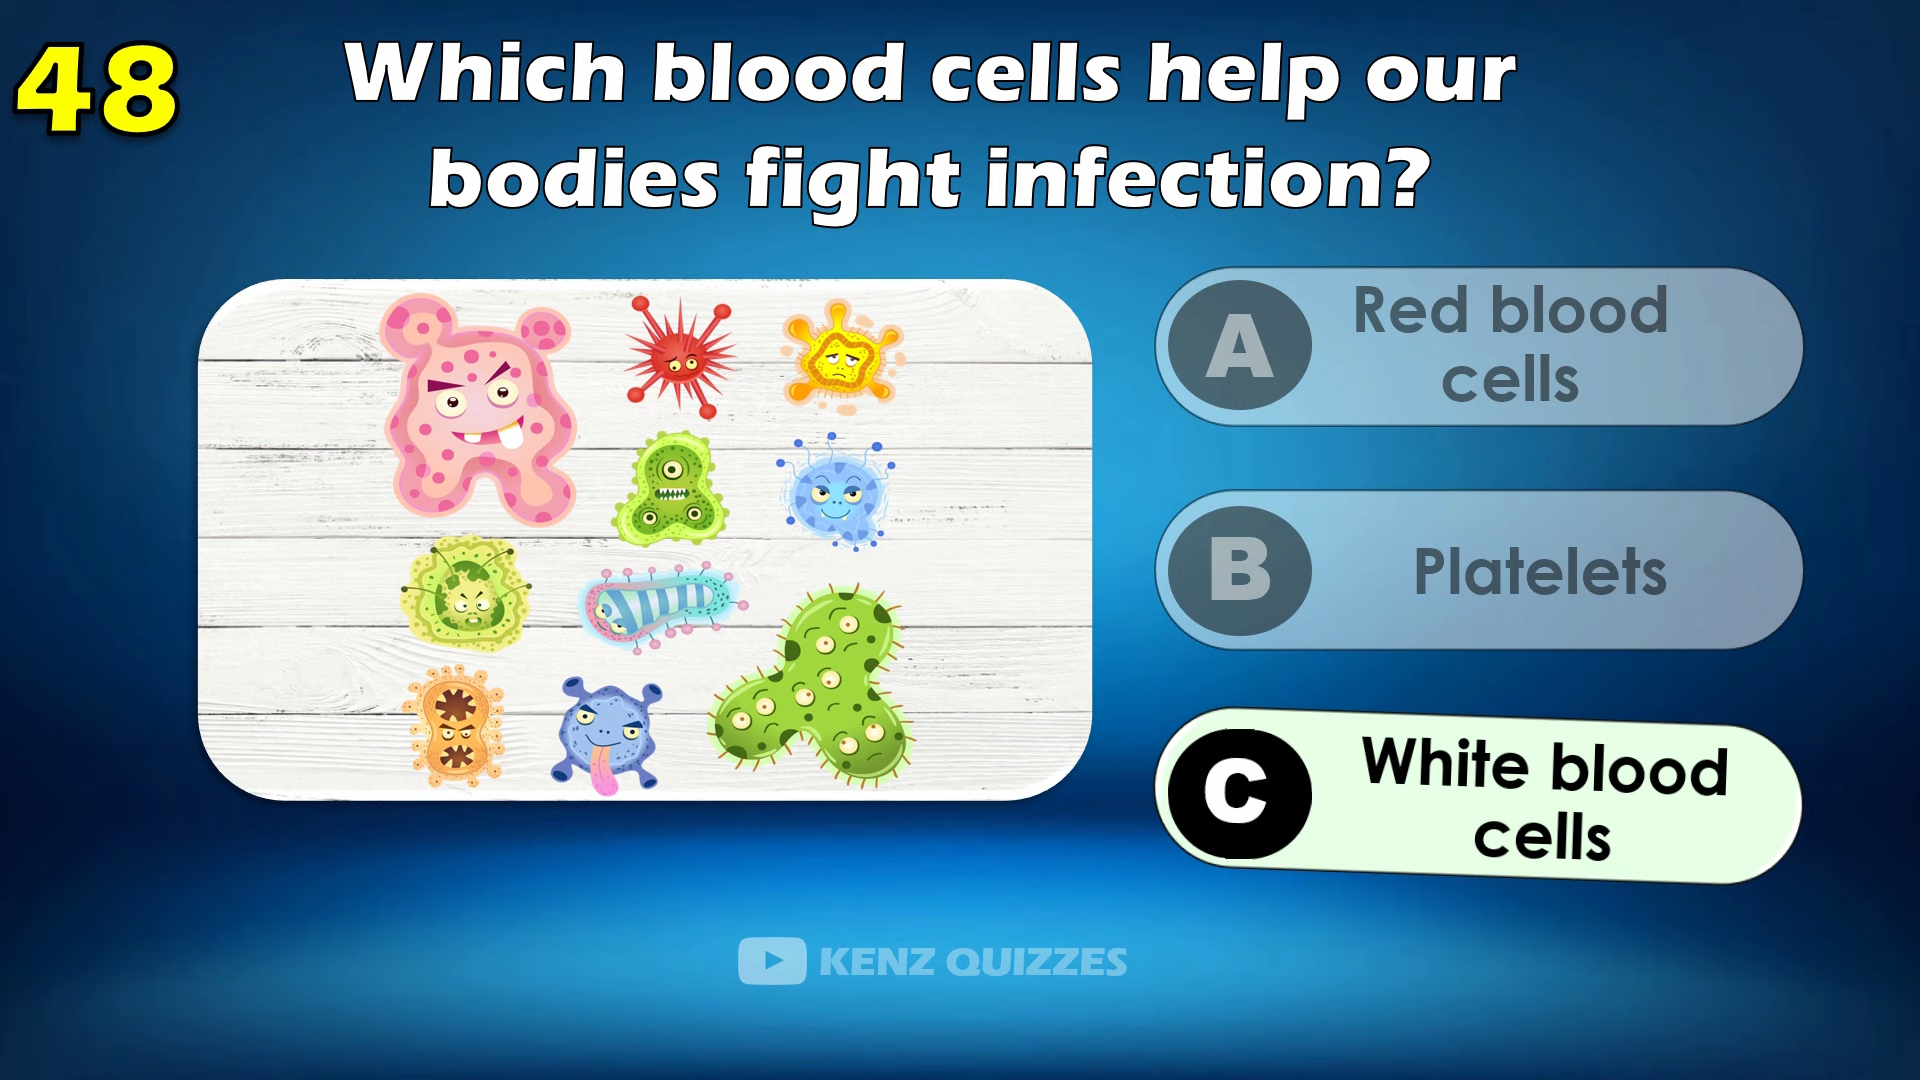 48
Which blood cells help our
bodies fight infection?
A
Red blood
cells
B
Platelets
C
White blood
cells
KENZ QUIZZES